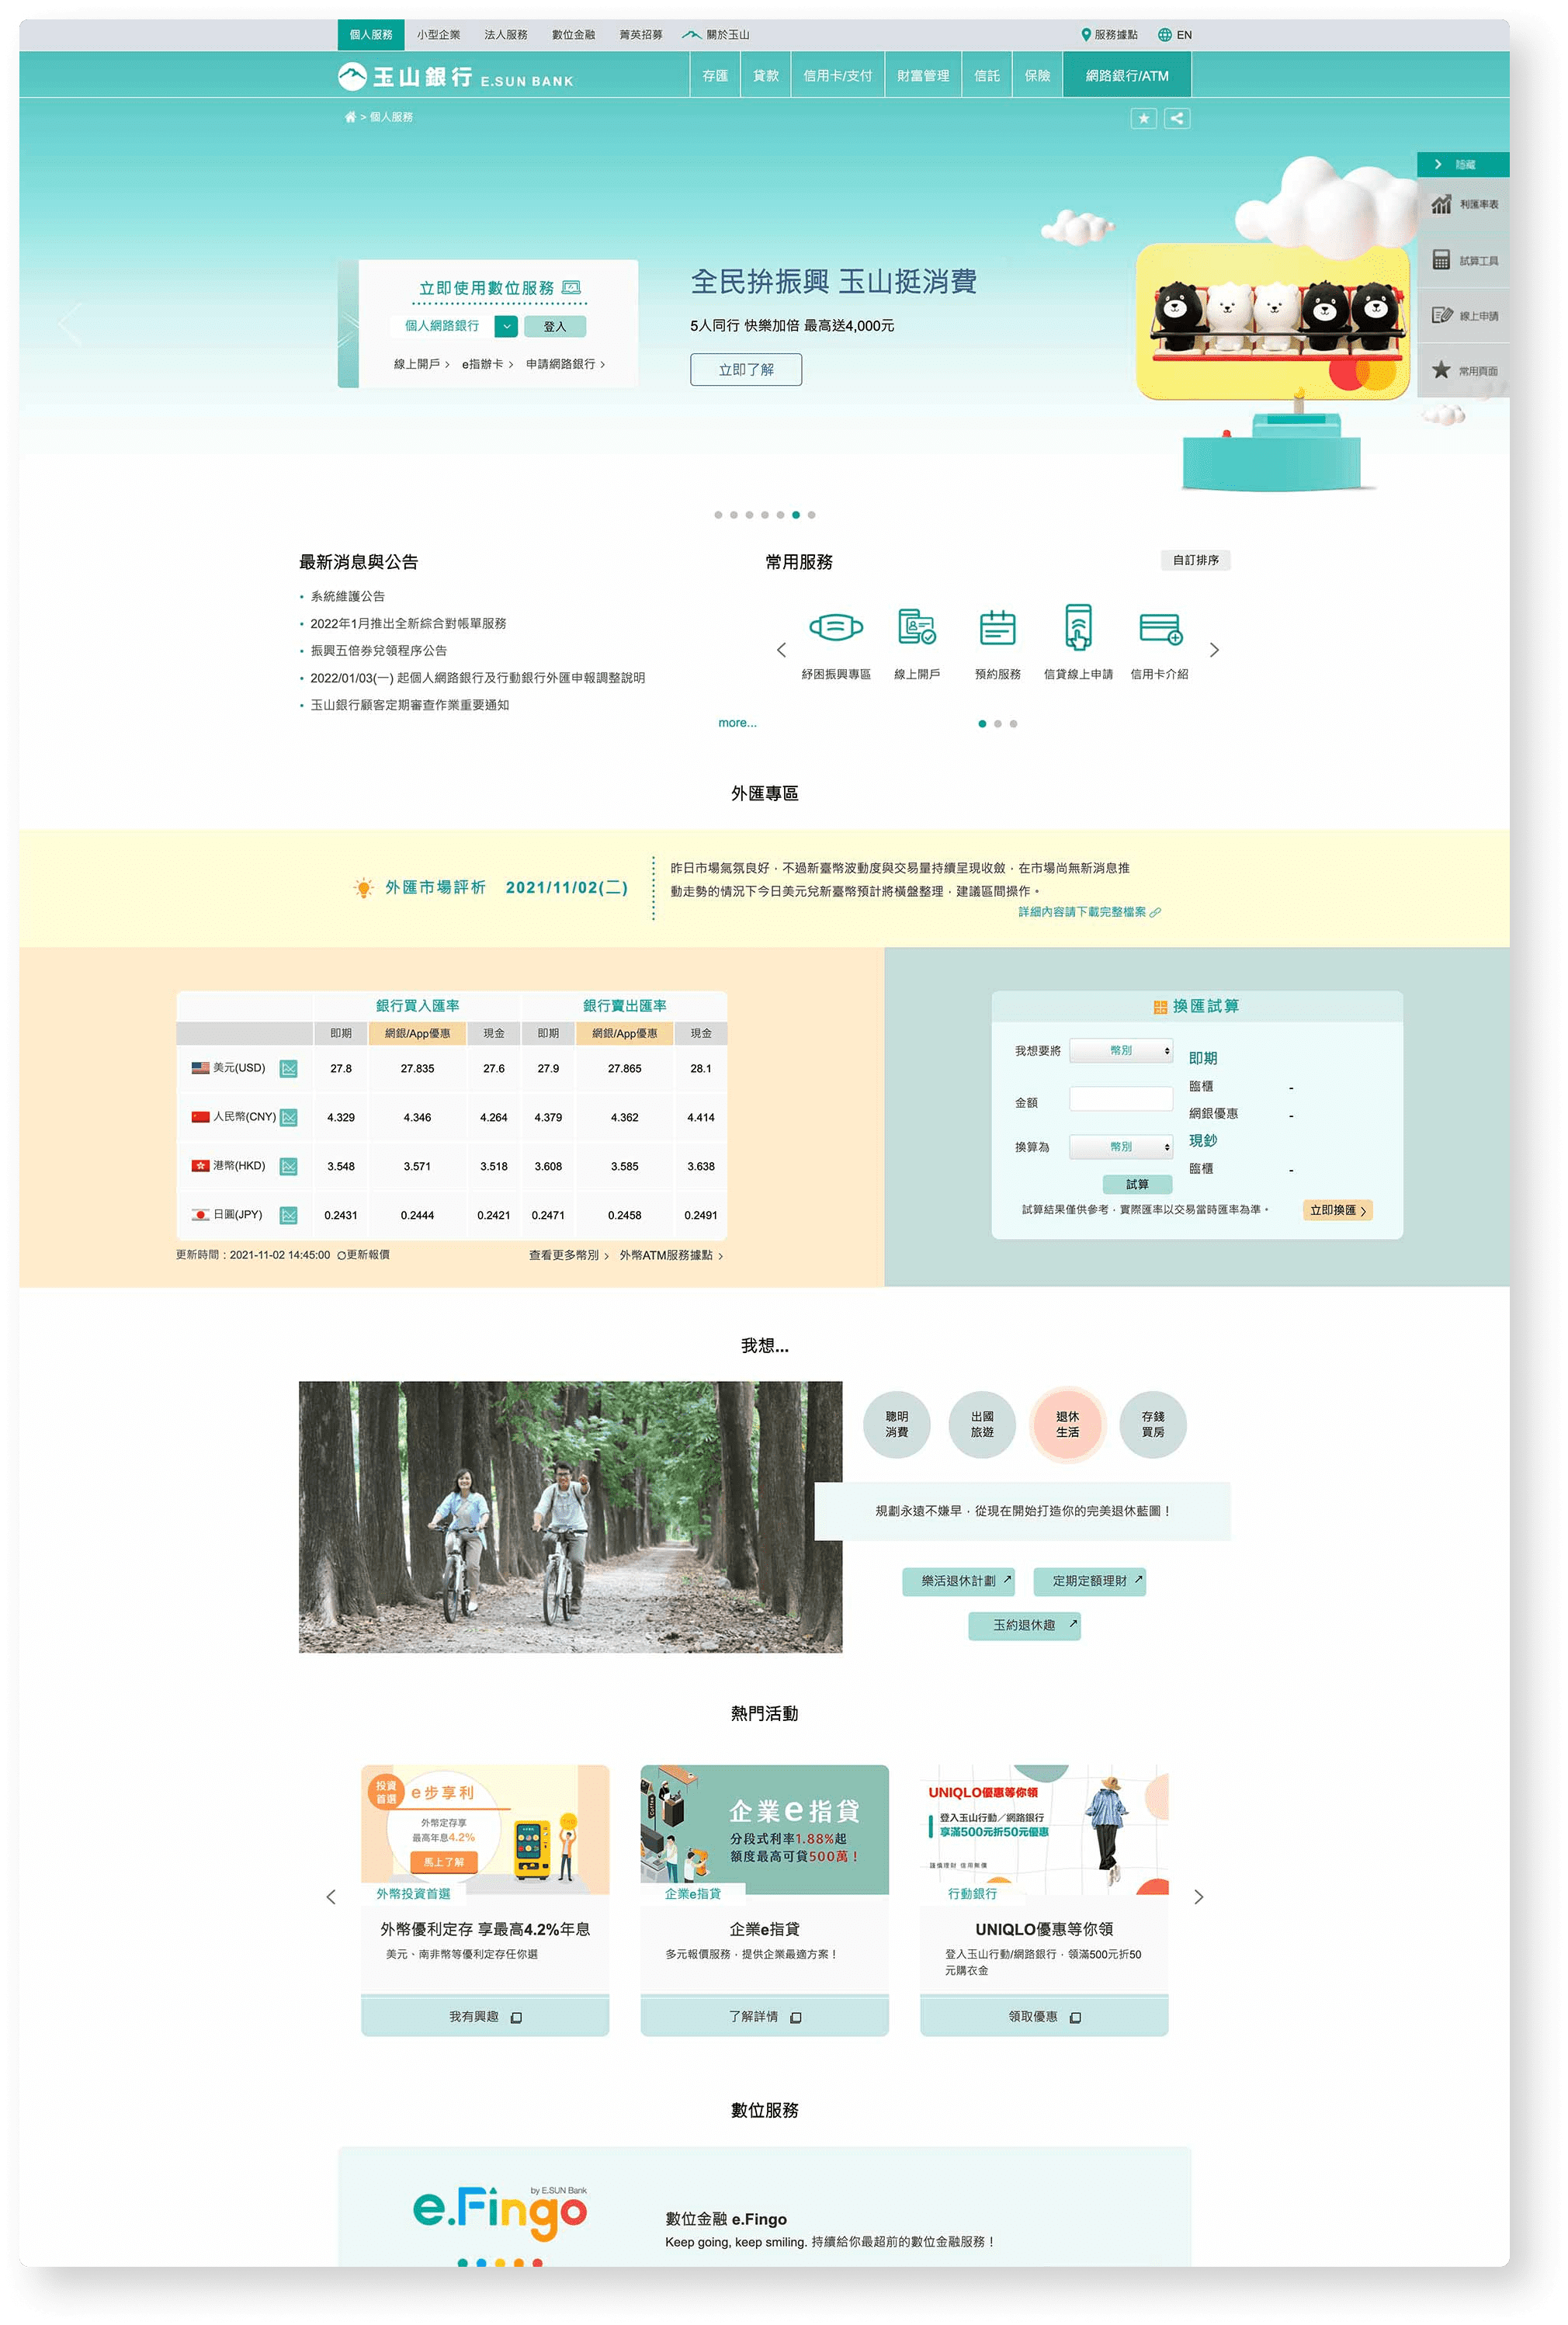 個人服務 小型企業 法人服務 數位金融 菁英招募 關於玉山 服務據點 EN
玉山銀行 E.SUN BANK 存匯 貸款 信用卡/支付 財富管理 信託 保險 網路銀行/ATM
> 個人服務
隱藏
利匯率表
試算工具
線上申請
常用頁面
立即使用數位服務
個人網路銀行 登入
線上開戶 > e指辦卡 > 申請網路銀行 >
全民拚振興 玉山挺消費
5人同行 快樂加倍 最高送4,000元
立即了解
最新消息與公告
• 系統維護公告
• 2022年1月推出全新綜合對帳單服務
• 振興五倍券兌領程序公告
• 2022/01/03(一) 起個人網路銀行及行動銀行外匯申報調整說明
• 玉山銀行顧客定期審查作業重要通知
more...
常用服務 自訂排序
紓困振興專區 線上開戶 預約服務 信貸線上申請 信用卡介紹
外匯專區
外匯市場評析 2021/11/02(二)
昨日市場氣氛良好，不過新臺幣波動度與交易量持續呈現收斂，在市場尚無新消息推
動走勢的情況下今日美元兌新臺幣預計將橫盤整理，建議區間操作。
詳細內容請下載完整檔案
銀行買入匯率 銀行賣出匯率
即期 網銀/App優惠 現金 即期 網銀/App優惠 現金
美元(USD) 27.8 27.835 27.6 27.9 27.865 28.1
人民幣(CNY) 4.329 4.346 4.264 4.379 4.362 4.414
港幣(HKD) 3.548 3.571 3.518 3.608 3.585 3.638
日圓(JPY) 0.2431 0.2444 0.2421 0.2471 0.2458 0.2491
更新時間：2021-11-02 14:45:00 更新報價 查看更多幣別 > 外幣ATM服務據點 >
換匯試算
我想要將 幣別
金額
換算為 幣別
試算
即期
臨櫃 -
網銀優惠 -
現鈔
臨櫃 -
試算結果僅供參考，實際匯率以交易當時匯率為準。 立即換匯 >
我想...
聰明
消費
出國
旅遊
退休
生活
存錢
買房
規劃永遠不嫌早，從現在開始打造你的完美退休藍圖！
樂活退休計劃 定期定額理財
玉約退休趣
熱門活動
投資
首選
e步享利
外幣定存享
最高年息4.2%
馬上了解
外幣投資首選
外幣優利定存 享最高4.2%年息
美元、南非幣等優利定存任你選
我有興趣
企業e指貸
分段式利率1.88%起
額度最高可貸500萬！
企業e指貸
企業e指貸
多元報價服務，提供企業最適方案！
了解詳情
UNIQLO優惠等你領
登入玉山行動／網路銀行
享滿500元折50元優惠
謹慎理財 信用無價
行動銀行
UNIQLO優惠等你領
登入玉山行動/網路銀行，領滿500元折50
元購衣金
領取優惠
數位服務
by E.SUN Bank
e.Fingo
數位金融 e.Fingo
Keep going, keep smiling. 持續給你最超前的數位金融服務！